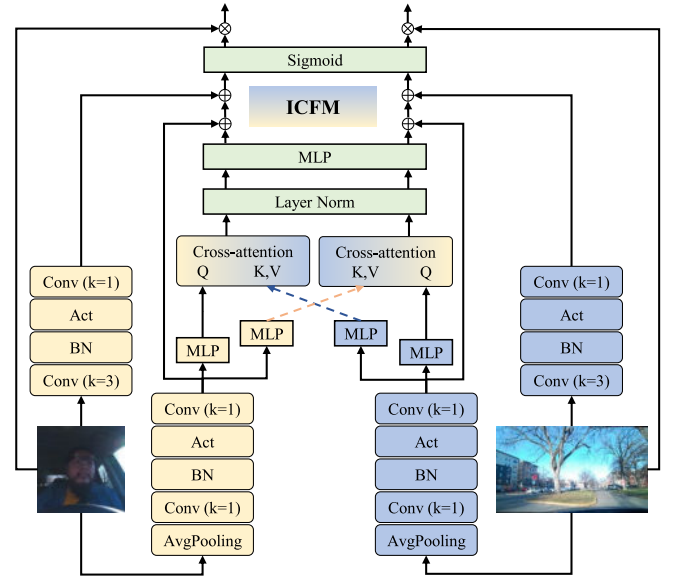 Sigmoid
ICFM
MLP
Layer Norm
Cross-attention
Q K,V
Cross-attention
K,V Q
Conv (k=1)
Act
BN
Conv (k=3)
MLP
MLP
MLP
MLP
Conv (k=1)
Act
BN
Conv (k=3)
Conv (k=1)
Act
BN
Conv (k=1)
AvgPooling
Conv (k=1)
Act
BN
Conv (k=1)
AvgPooling